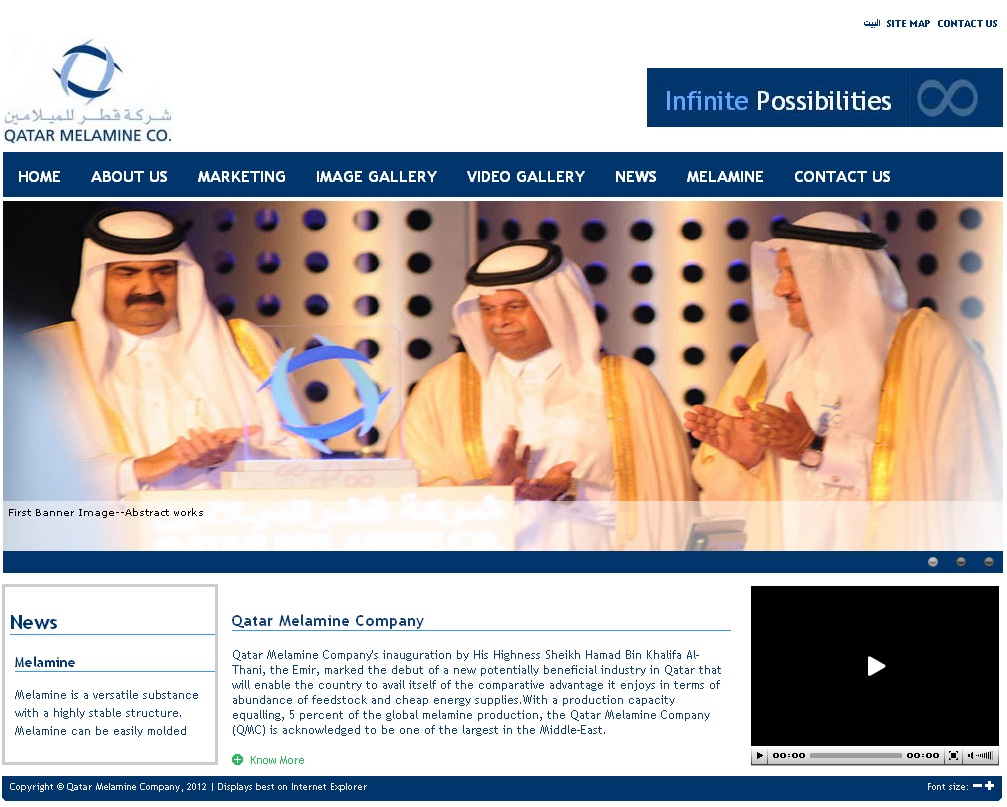 البيت SITE MAP CONTACT US
شركة قطر للميلامين
QATAR MELAMINE CO.
Infinite Possibilities
HOME ABOUT US MARKETING IMAGE GALLERY VIDEO GALLERY NEWS MELAMINE CONTACT US
First Banner Image--Abstract works
News
Melamine
Melamine is a versatile substance
with a highly stable structure.
Melamine can be easily molded
Qatar Melamine Company
Qatar Melamine Company's inauguration by His Highness Sheikh Hamad Bin Khalifa Al-
Thani, the Emir, marked the debut of a new potentially beneficial industry in Qatar that
will enable the country to avail itself of the comparative advantage it enjoys in terms of
abundance of feedstock and cheap energy supplies.With a production capacity
equalling, 5 percent of the global melamine production, the Qatar Melamine Company
(QMC) is acknowledged to be one of the largest in the Middle-East.
Know More
00:00 00:00
Copyright © Qatar Melamine Company, 2012 | Displays best on Internet Explorer
Font size: